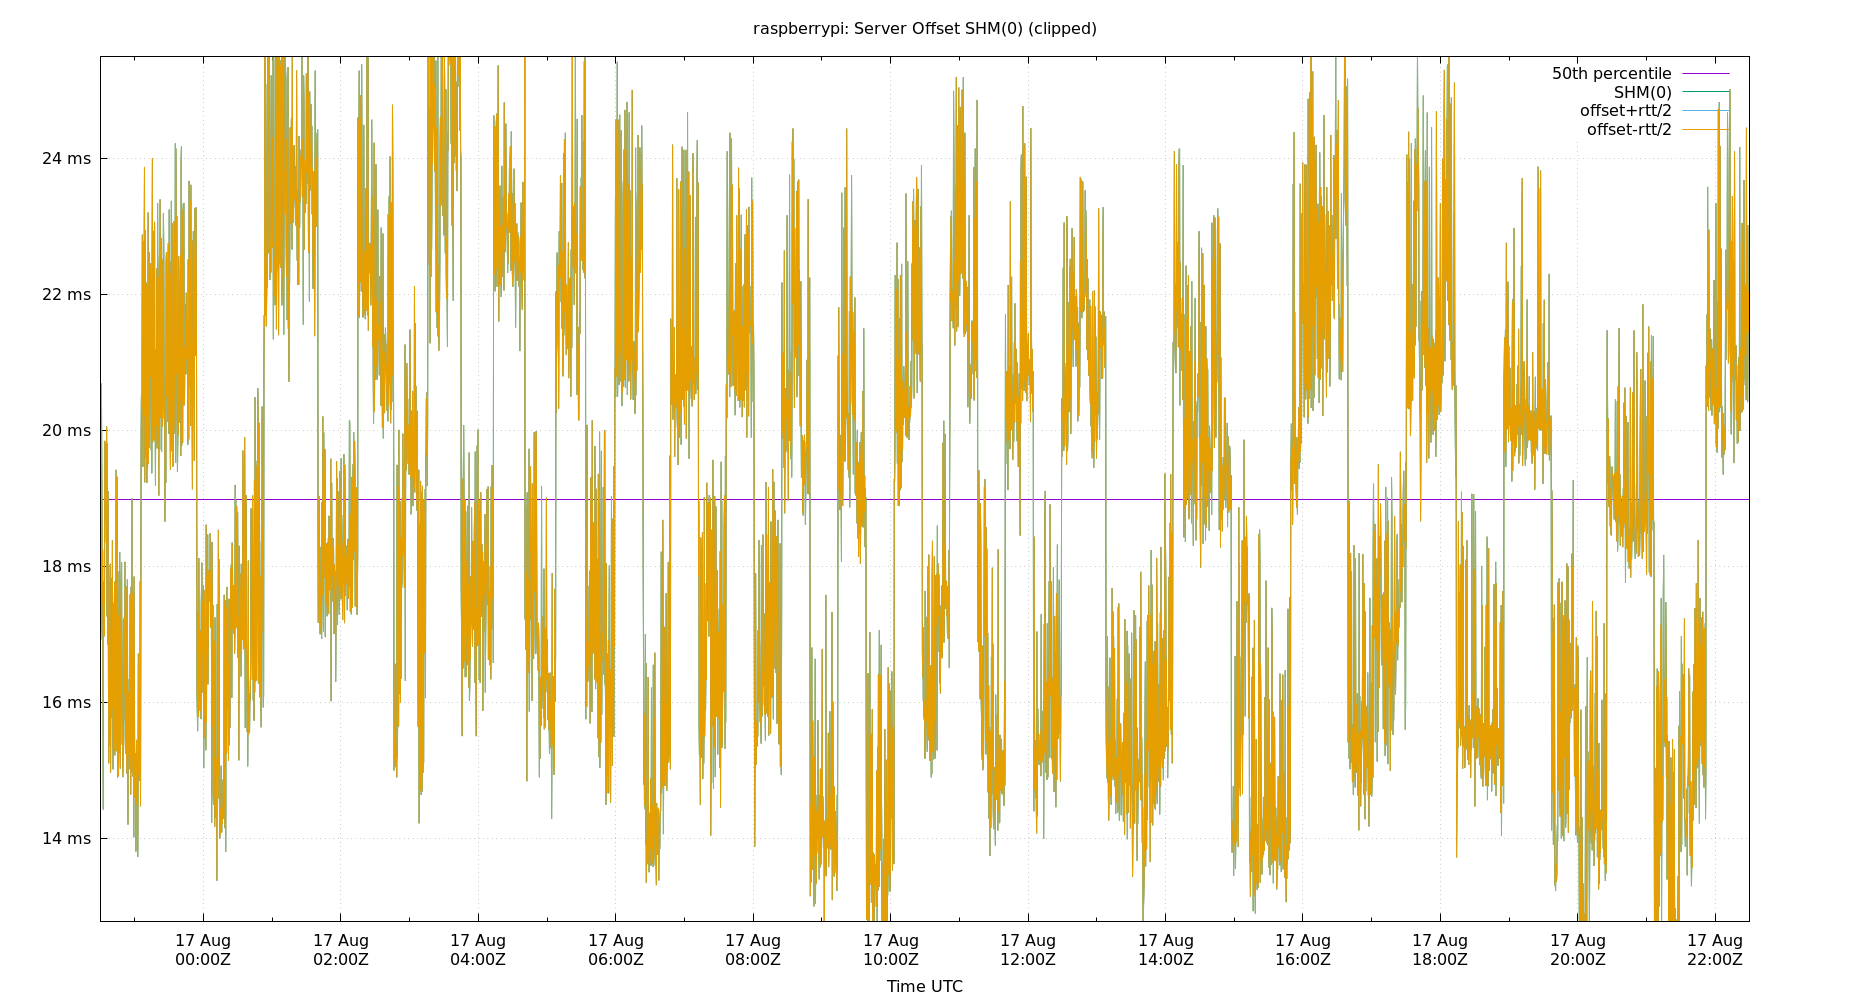 raspberrypi: Server Offset SHM(0) (clipped)
50th percentile
SHM(0)
offset+rtt/2
offset-rtt/2
24 ms
22 ms
20 ms
18 ms
16 ms
14 ms
17 Aug 17 Aug 17 Aug 17 Aug 17 Aug 17 Aug 17 Aug 17 Aug 17 Aug 17 Aug 17 Aug 17 Aug
00:00Z 02:00Z 04:00Z 06:00Z 08:00Z 10:00Z 12:00Z 14:00Z 16:00Z 18:00Z 20:00Z 22:00Z
Time UTC